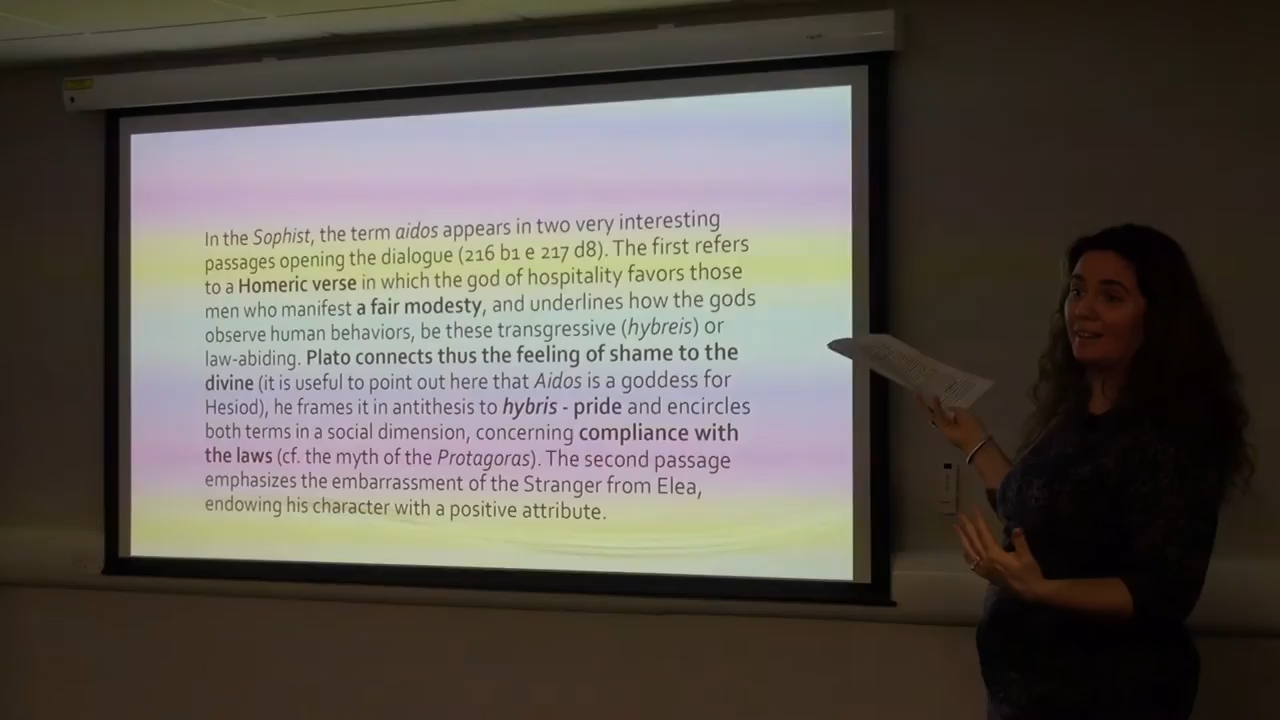 In the Sophist, the term aidos appears in two very interesting
passages opening the dialogue (216 b1 e 217 d8). The first refers
to a Homeric verse in which the god of hospitality favors those
men who manifest a fair modesty, and underlines how the gods
observe human behaviors, be these transgressive (hybreis) or
law-abiding. Plato connects thus the feeling of shame to the
divine (it is useful to point out here that Aidos is a goddess for
Hesiod), he frames it in antithesis to hybris - pride and encircles
both terms in a social dimension, concerning compliance with
the laws (cf. the myth of the Protagoras). The second passage
emphasizes the embarrassment of the Stranger from Elea,
endowing his character with a positive attribute.